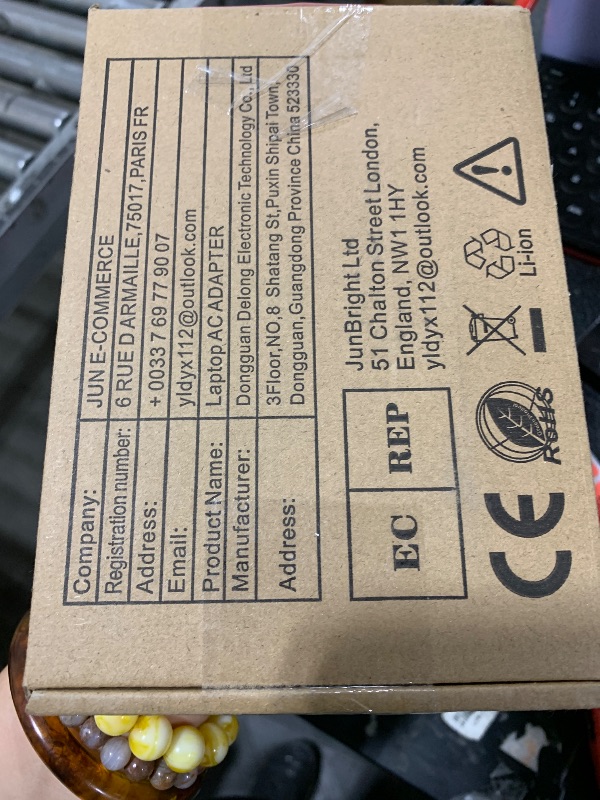 Company: JUN E-COMMERCE
Registration number: 6 RUE D ARMAILLE,75017,PARIS FR
Address: + 0033 7 69 77 90 07
Email: yldyx112@outlook.com
Product Name: Laptop AC ADAPTER
Manufacturer: Dongguan Delong Electronic Technology Co., Ltd
Address: 3Floor,NO.8 Shatang St,Puxin Shipai Town,
Dongguan,Guangdong Province China 523330
EC REP
JunBright Ltd
51 Chalton Street London,
England, NW1 1HY
yldyx112@outlook.com
CE
RoHS
Li-ion